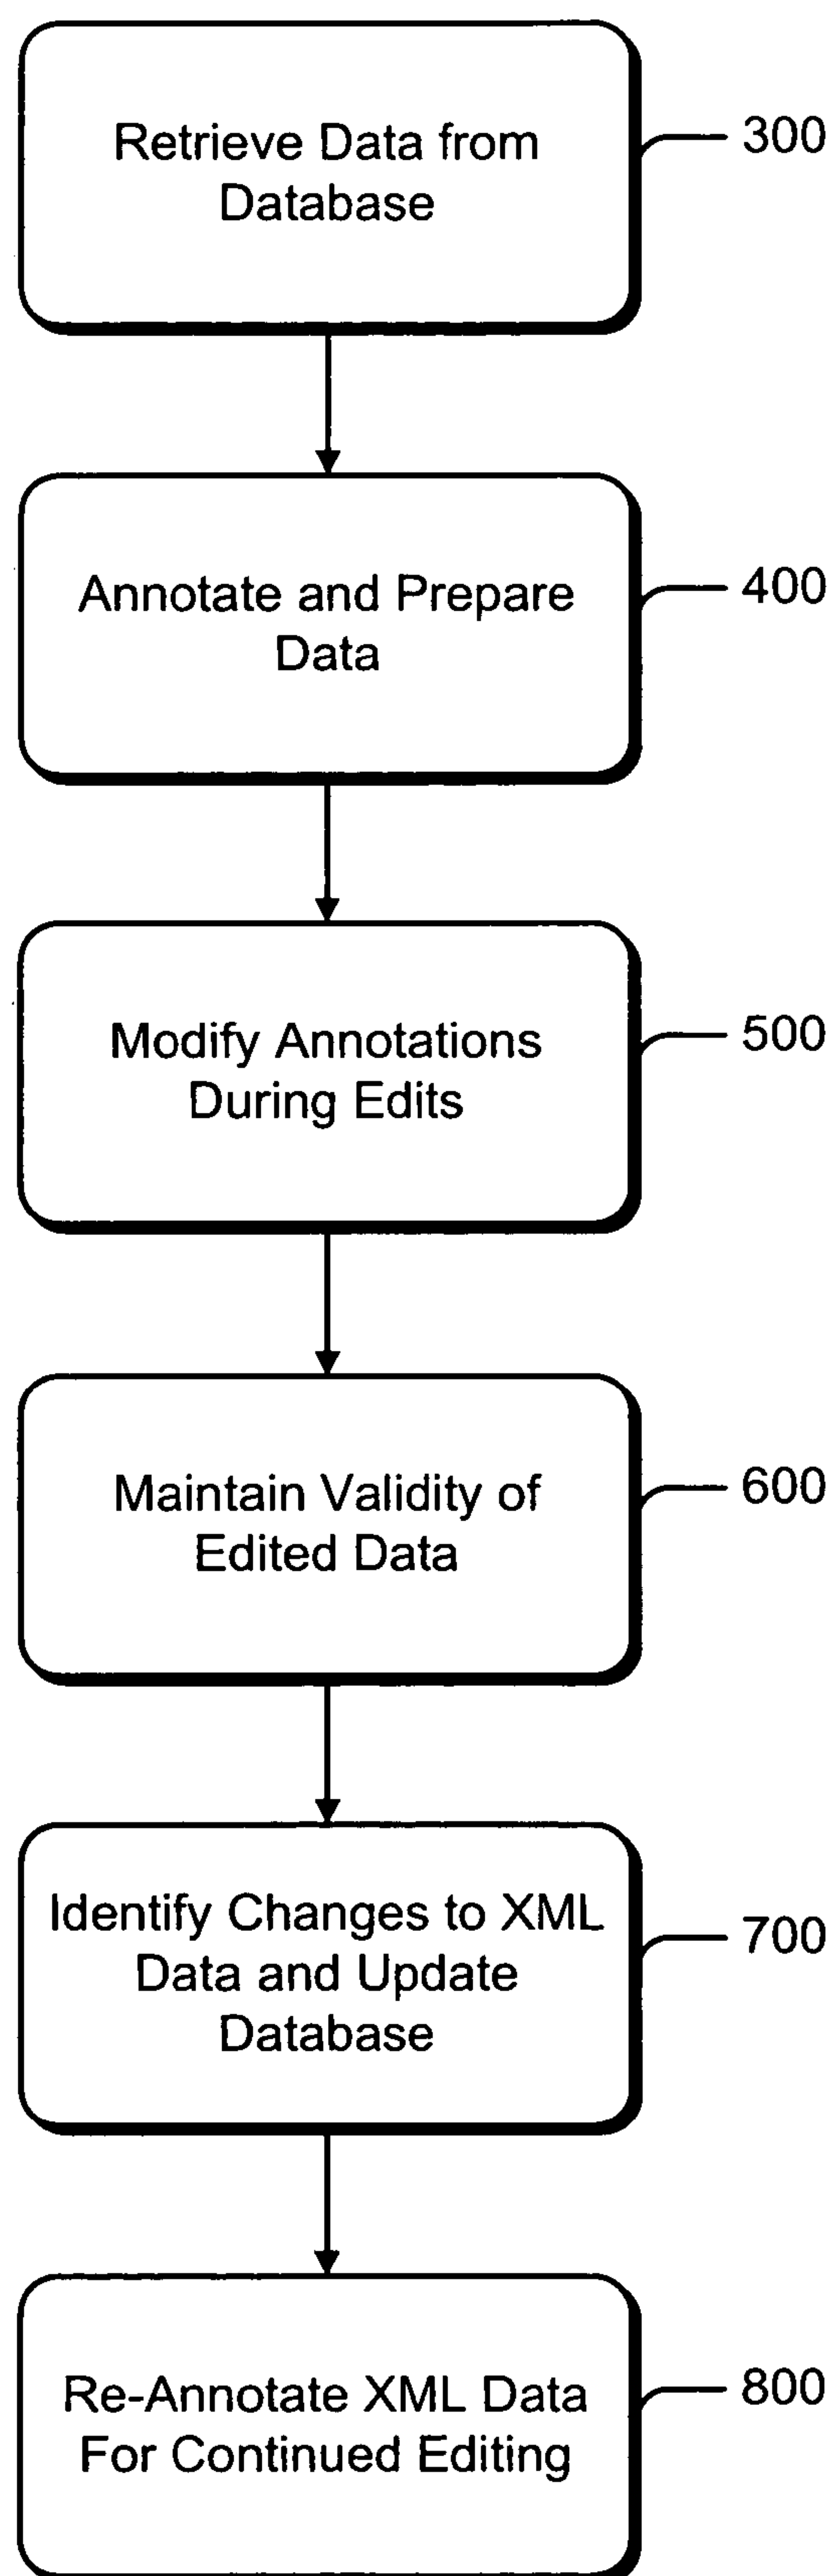 Retrieve Data from
Database
300
Annotate and Prepare
Data
400
Modify Annotations
During Edits
500
Maintain Validity of
Edited Data
600
Identify Changes to XML
Data and Update
Database
700
Re-Annotate XML Data
For Continued Editing
800